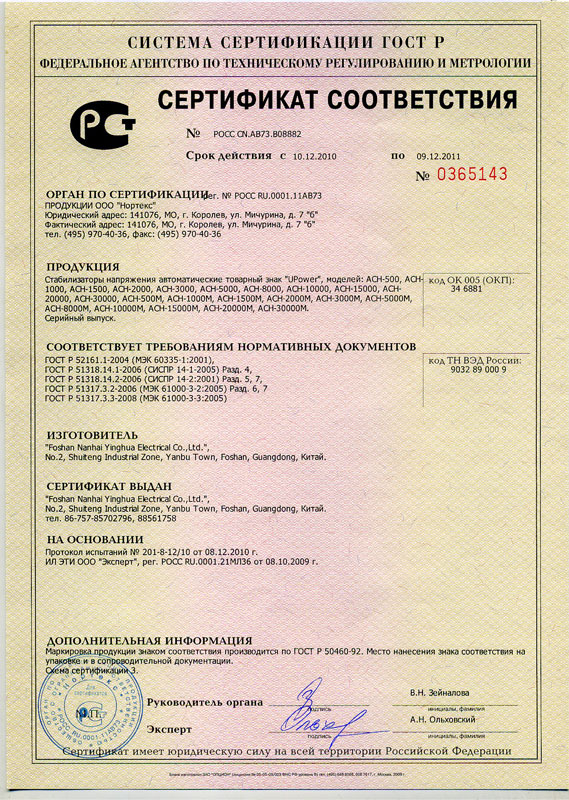 СИСТЕМА СЕРТИФИКАЦИИ ГОСТ Р
ФЕДЕРАЛЬНОЕ АГЕНТСТВО ПО ТЕХНИЧЕСКОМУ РЕГУЛИРОВАНИЮ И МЕТРОЛОГИИ
СЕРТИФИКАТ СООТВЕТСТВИЯ
№ РОСС CN.АВ73.В08882
Срок действия с 10.12.2010 по 09.12.2011
№ 0365143
ОРГАН ПО СЕРТИФИКАЦИИ рег. № РОСС RU.0001.11АВ73
ПРОДУКЦИИ ООО "Нортекс"
Юридический адрес: 141076, МО, г. Королев, ул. Мичурина, д. 7 "б"
Фактический адрес: 141076, МО, г. Королев, ул. Мичурина, д. 7 "б"
тел. (495) 970-40-36, факс: (495) 970-40-36
ПРОДУКЦИЯ
Стабилизаторы напряжения автоматические товарный знак "UPower", моделей: АСН-500, АСН-
1000, АСН-1500, АСН-2000, АСН-3000, АСН-5000, АСН-8000, АСН-10000, АСН-15000, АСН-
20000, АСН-30000, АСН-500М, АСН-1000М, АСН-1500М, АСН-2000М, АСН-3000М, АСН-5000М,
АСН-8000М, АСН-10000М, АСН-15000М, АСН-20000М, АСН-30000М.
Серийный выпуск.
код ОК 005 (ОКП):
34 6881
СООТВЕТСТВУЕТ ТРЕБОВАНИЯМ НОРМАТИВНЫХ ДОКУМЕНТОВ
ГОСТ Р 52161.1-2004 (МЭК 60335-1:2001),
ГОСТ Р 51318.14.1-2006 (СИСПР 14-1-2005) Разд. 4,
ГОСТ Р 51318.14.2-2006 (СИСПР 14-2:2001) Разд. 5, 7,
ГОСТ Р 51317.3.2-2006 (МЭК 61000-3-2:2005) Разд. 6, 7
ГОСТ Р 51317.3.3-2008 (МЭК 61000-3-3:2005)
код ТН ВЭД России:
9032 89 000 9
ИЗГОТОВИТЕЛЬ
"Foshan Nanhai Yinghua Electrical Co.,Ltd.",
No.2, Shuiteng Industrial Zone, Yanbu Town, Foshan, Guangdong, Китай.
СЕРТИФИКАТ ВЫДАН
"Foshan Nanhai Yinghua Electrical Co.,Ltd.",
No.2, Shuiteng Industrial Zone, Yanbu Town, Foshan, Guangdong, Китай.
тел. 86-757-85702796, 88561758
НА ОСНОВАНИИ
Протокол испытаний № 201-8-12/10 от 08.12.2010 г.
ИЛ ЭТИ ООО "Эксперт", рег. РОСС RU.0001.21МЛ36 от 08.10.2009 г.
ДОПОЛНИТЕЛЬНАЯ ИНФОРМАЦИЯ
Маркировка продукции знаком соответствия производится по ГОСТ Р 50460-92. Место нанесения знака соответствия на
упаковке и в сопроводительной документации.
Схема сертификации 3.
Нортекс
Для
сертификатов
М.П.
РОСС RU.0001.11АВ73
Руководитель органа
подпись
В.Н. Зейналова
инициалы, фамилия
Эксперт
подпись
А.Н. Ольховский
инициалы, фамилия
Сертификат имеет юридическую силу на всей территории Российской Федерации